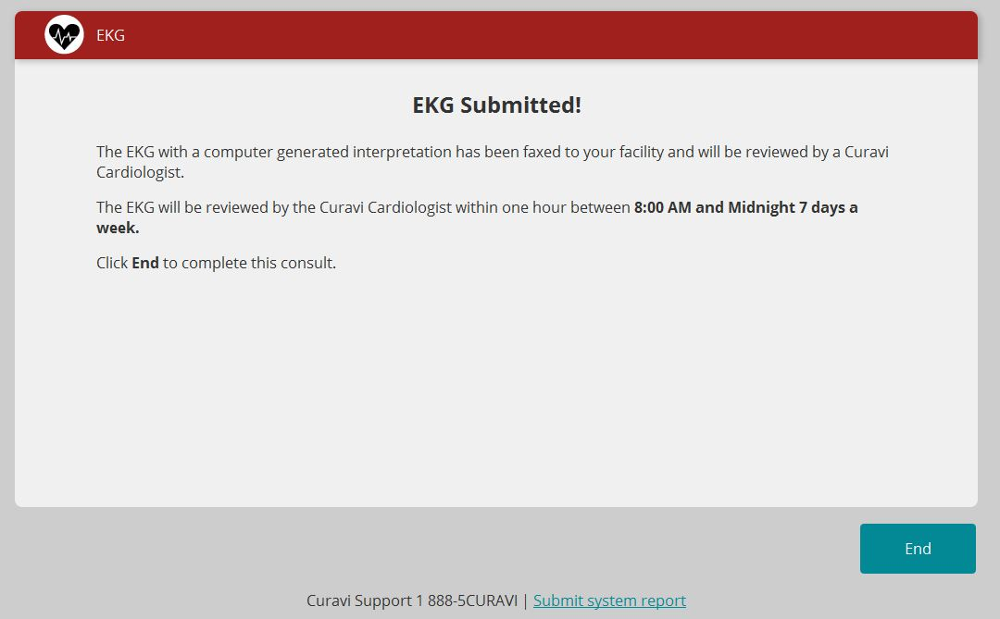 EKG
EKG Submitted!
The EKG with a computer generated interpretation has been faxed to your facility and will be reviewed by a Curavi
Cardiologist.
The EKG will be reviewed by the Curavi Cardiologist within one hour between 8:00 AM and Midnight 7 days a
week.
Click End to complete this consult.
End
Curavi Support 1 888-5CURAVI | Submit system report